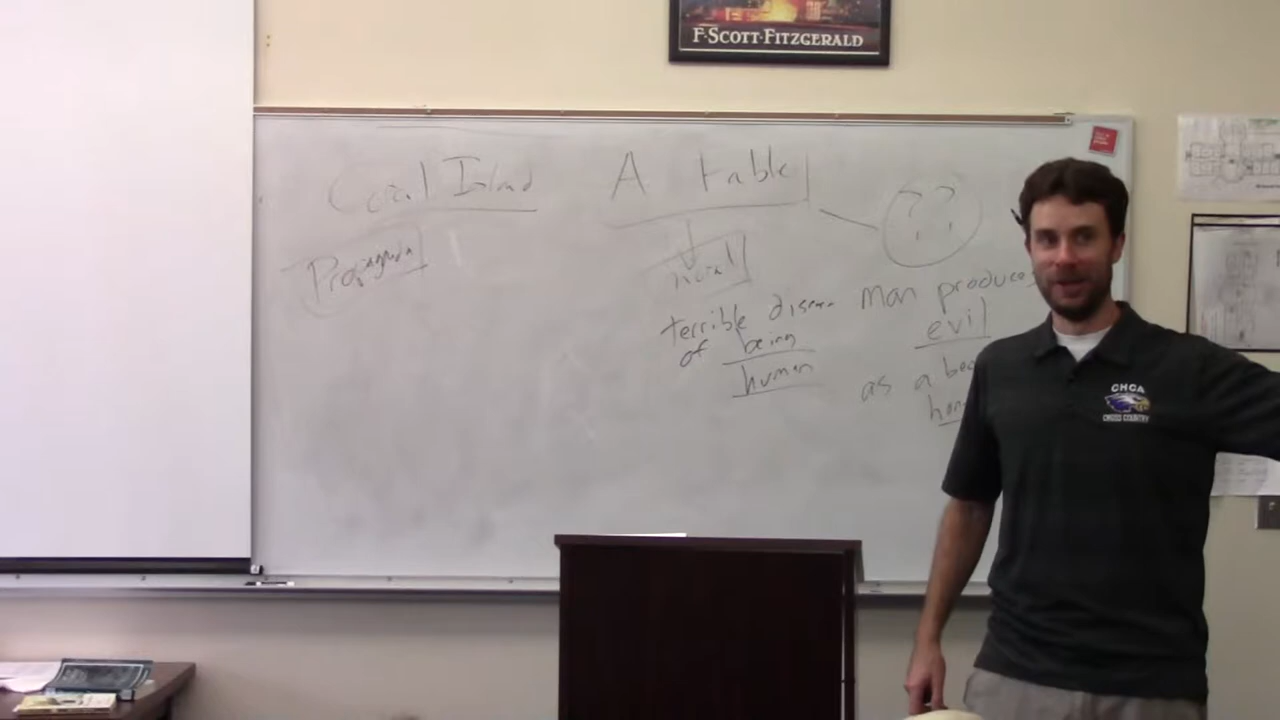 F·SCOTT·FITZGERALD
Coral Island
A fable
? ?
Propaganda
moral
terrible disease
of being
human
man produces
evil
as a bee
hon
CHCA
CROSS COUNTRY